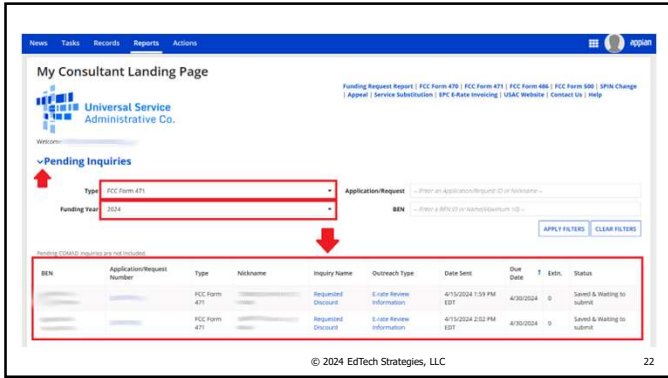 News Tasks Records Reports Actions appian
My Consultant Landing Page
Funding Request Report | FCC Form 470 | FCC Form 471 | FCC Form 486 | FCC Form 500 | SPIN Change
| Appeal | Service Substitution | EPC E-Rate Invoicing | USAC Website | Contact Us | Help
Universal Service
Administrative Co.
Welcome
Pending Inquiries
Type FCC Form 471 Application/Request -- Enter an Application/Request ID or Nickname --
Funding Year 2024 BEN
APPLY FILTERS CLEAR FILTERS
Pending COMAD inquiries are not included.
BEN Application/Request Number Type Nickname Inquiry Name Outreach Type Date Sent Due Date Extn. Status
FCC Form 471 Requested Discount E-rate Review Information 4/15/2024 1:59 PM EDT 4/30/2024 0 Saved & Waiting to submit
FCC Form 471 Requested Discount E-rate Review Information 4/15/2024 2:02 PM EDT 4/30/2024 0 Saved & Waiting to submit
© 2024 EdTech Strategies, LLC 22